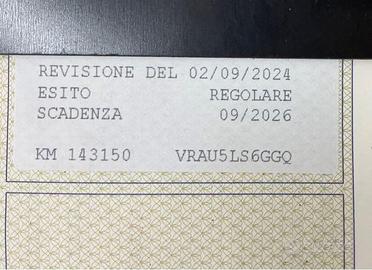 REVISIONE DEL 02/09/2024
ESITO REGOLARE
SCADENZA 09/2026
KM 143150 VRAU5LS6GGQ